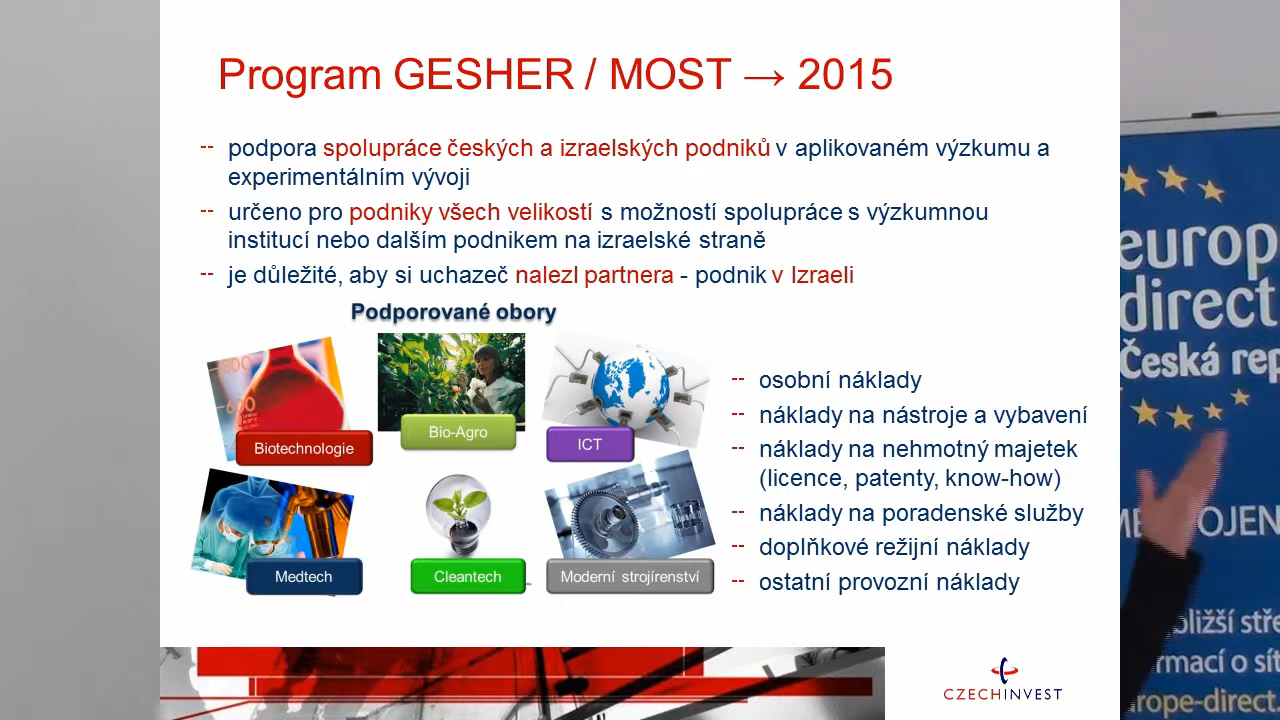 Program GESHER / MOST → 2015
-- podpora spolupráce českých a izraelských podniků v aplikovaném výzkumu a
experimentálním vývoji
-- určeno pro podniky všech velikostí s možností spolupráce s výzkumnou
institucí nebo dalším podnikem na izraelské straně
-- je důležité, aby si uchazeč nalezl partnera - podnik v Izraeli
Podporované obory
Biotechnologie
Bio-Agro
ICT
Medtech
Cleantech
Moderní strojírenství
-- osobní náklady
-- náklady na nástroje a vybavení
-- náklady na nehmotný majetek
(licence, patenty, know-how)
-- náklady na poradenské služby
-- doplňkové režijní náklady
-- ostatní provozní náklady
CZECHINVEST
europ
direct
Česká rep
OJEN
bližší stře
rmací o sít
urope-direct.